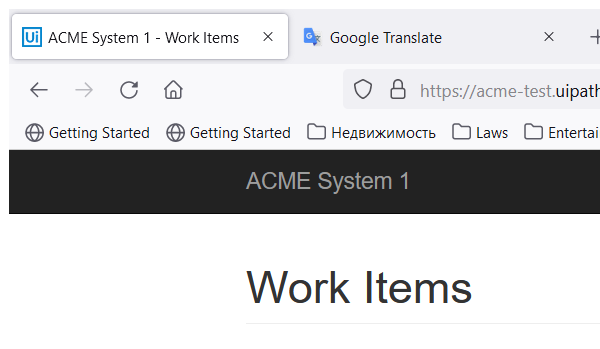 Ui ACME System 1 - Work Items Google Translate
https://acme-test.uipath
Getting Started Getting Started Недвижимость Laws Entertai
ACME System 1
Work Items